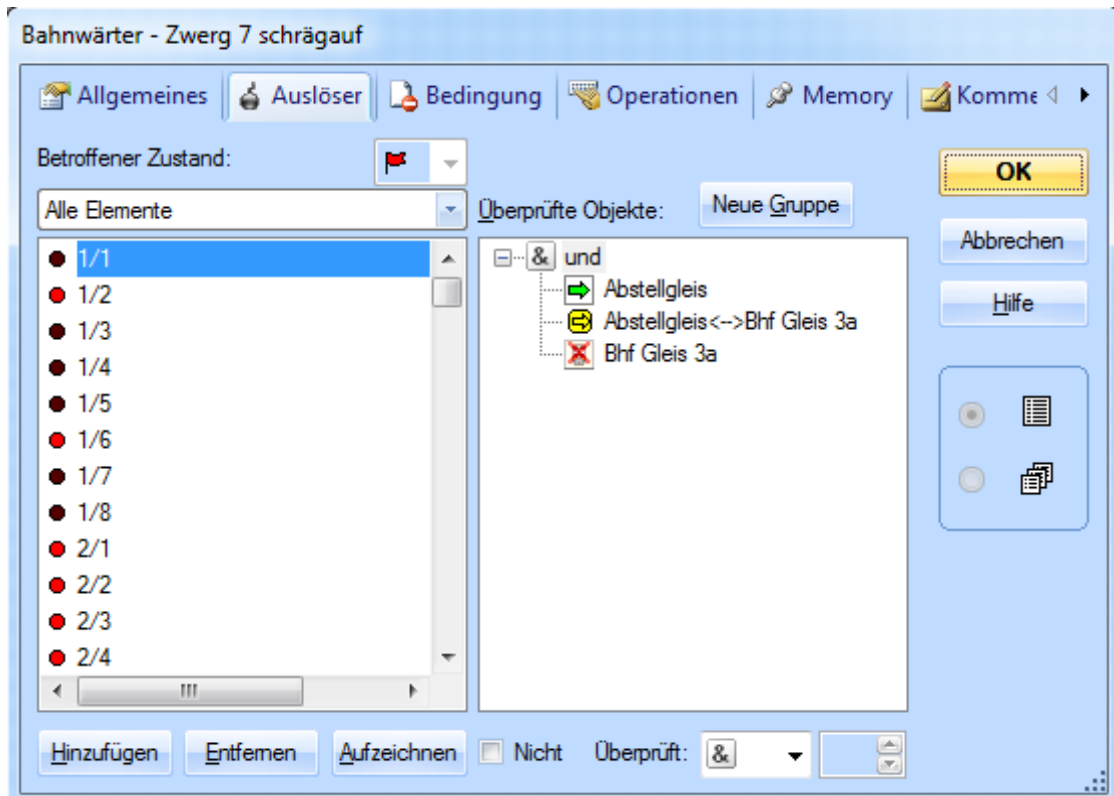 Bahnwärter - Zwerg 7 schrägauf
Allgemeines Auslöser Bedingung Operationen Memory Komme
Betroffener Zustand:
Alle Elemente
Überprüfte Objekte: Neue Gruppe
OK
Abbrechen
Hilfe
1/1
1/2
1/3
1/4
1/5
1/6
1/7
1/8
2/1
2/2
2/3
2/4
& und
Abstellgleis
Abstellgleis<-->Bhf Gleis 3a
Bhf Gleis 3a
Hinzufügen Entfernen Aufzeichnen Nicht Überprüft: &